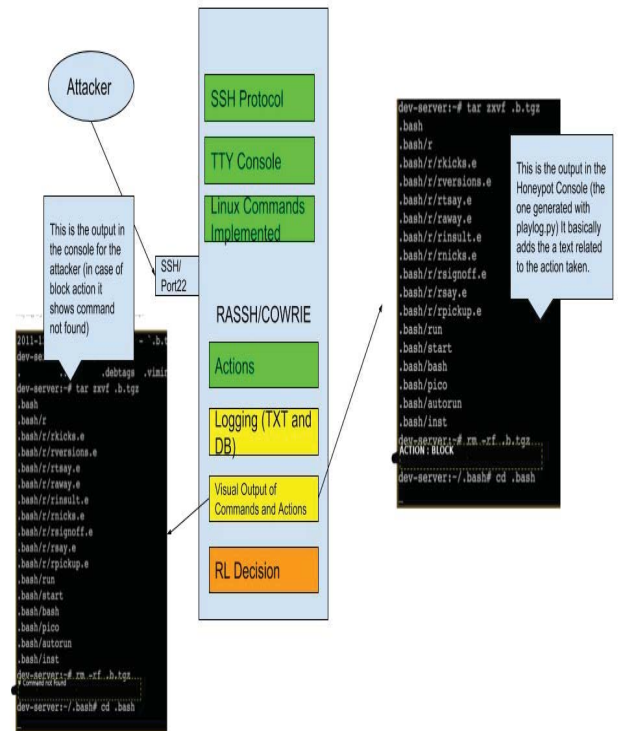 Attacker
SSH Protocol
TTY Console
Linux Commands
Implemented
SSH/
Port22
RASSH/COWRIE
Actions
Logging (TXT and
DB)
Visual Output of
Commands and Actions
RL Decision
This is the output in
the console for the
attacker (in case of
block action it
shows command
not found)
.debtags .vimin
dev-server:~# tar zxvf .b.tgz
.bash
.bash/r
.bash/r/rkicks.e
.bash/r/rversions.e
.bash/r/rtsay.e
.bash/r/raway.e
.bash/r/rinsult.e
.bash/r/rnicks.e
.bash/r/rsignoff.e
.bash/r/rsay.e
.bash/r/rpickup.e
.bash/run
.bash/start
.bash/bash
.bash/pico
.bash/autorun
.bash/inst
dev-server:~# rm -rf .b.tgz
# Command not Found
dev-server:~/.bash# cd .bash
dev-server:~# tar zxvf .b.tgz
.bash
.bash/r
.bash/r/rkicks.e
.bash/r/rversions.e
.bash/r/rtsay.e
.bash/r/raway.e
.bash/r/rinsult.e
.bash/r/rnicks.e
.bash/r/rsignoff.e
.bash/r/rsay.e
.bash/r/rpickup.e
.bash/run
.bash/start
.bash/bash
.bash/pico
.bash/autorun
.bash/inst
dev-server:~# rm -rf .b.tgz
ACTION : BLOCK
dev-server:~/.bash# cd .bash
This is the output in the
Honeypot Console (the
one generated with
playlog.py) It basically
adds the a text related
to the action taken.